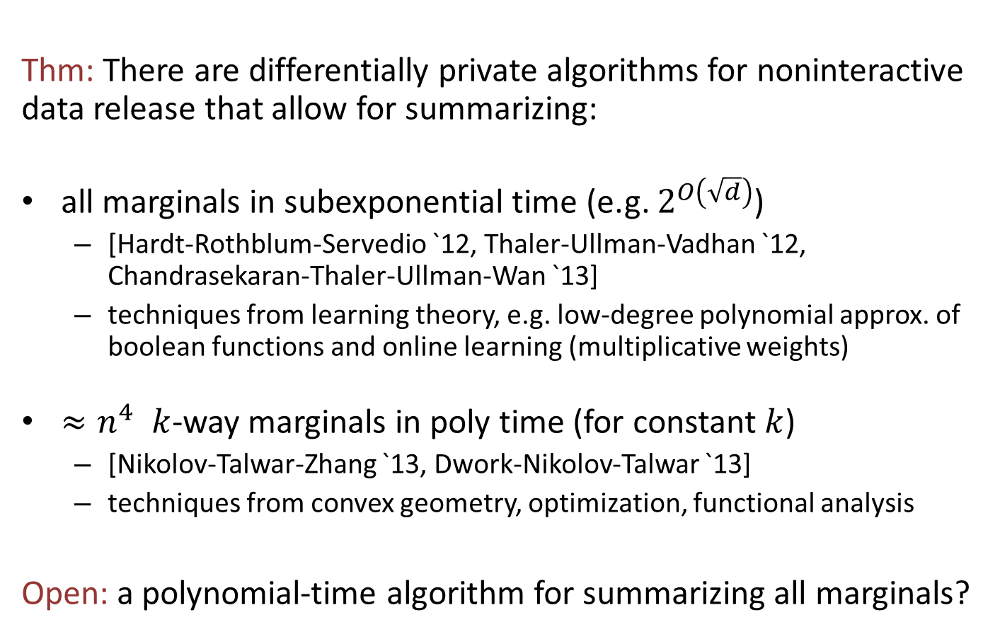 Thm: There are differentially private algorithms for noninteractive
data release that allow for summarizing:
• all marginals in subexponential time (e.g. $2^{O(\sqrt{d})}$)
– [Hardt-Rothblum-Servedio `12, Thaler-Ullman-Vadhan `12,
Chandrasekaran-Thaler-Ullman-Wan `13]
– techniques from learning theory, e.g. low-degree polynomial approx. of
boolean functions and online learning (multiplicative weights)
• ≈ $n^4$ $k$-way marginals in poly time (for constant $k$)
– [Nikolov-Talwar-Zhang `13, Dwork-Nikolov-Talwar `13]
– techniques from convex geometry, optimization, functional analysis
Open: a polynomial-time algorithm for summarizing all marginals?